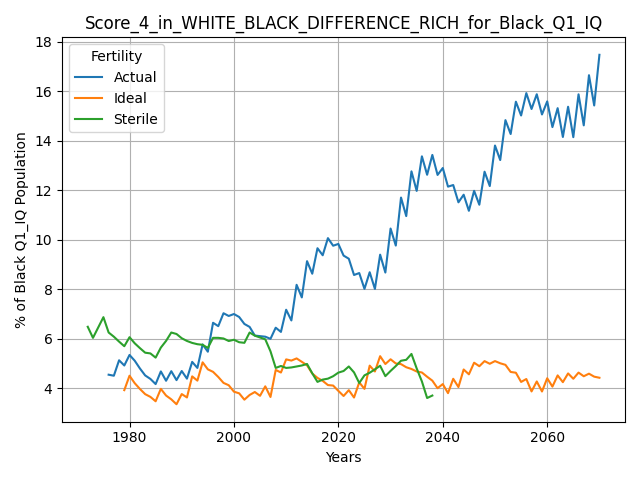 Score_4_in_WHITE_BLACK_DIFFERENCE_RICH_for_Black_Q1_IQ
18
16
14
12
10
8
6
4
% of Black Q1_IQ Population
Fertility
Actual
Ideal
Sterile
1980 2000 2020 2040 2060
Years